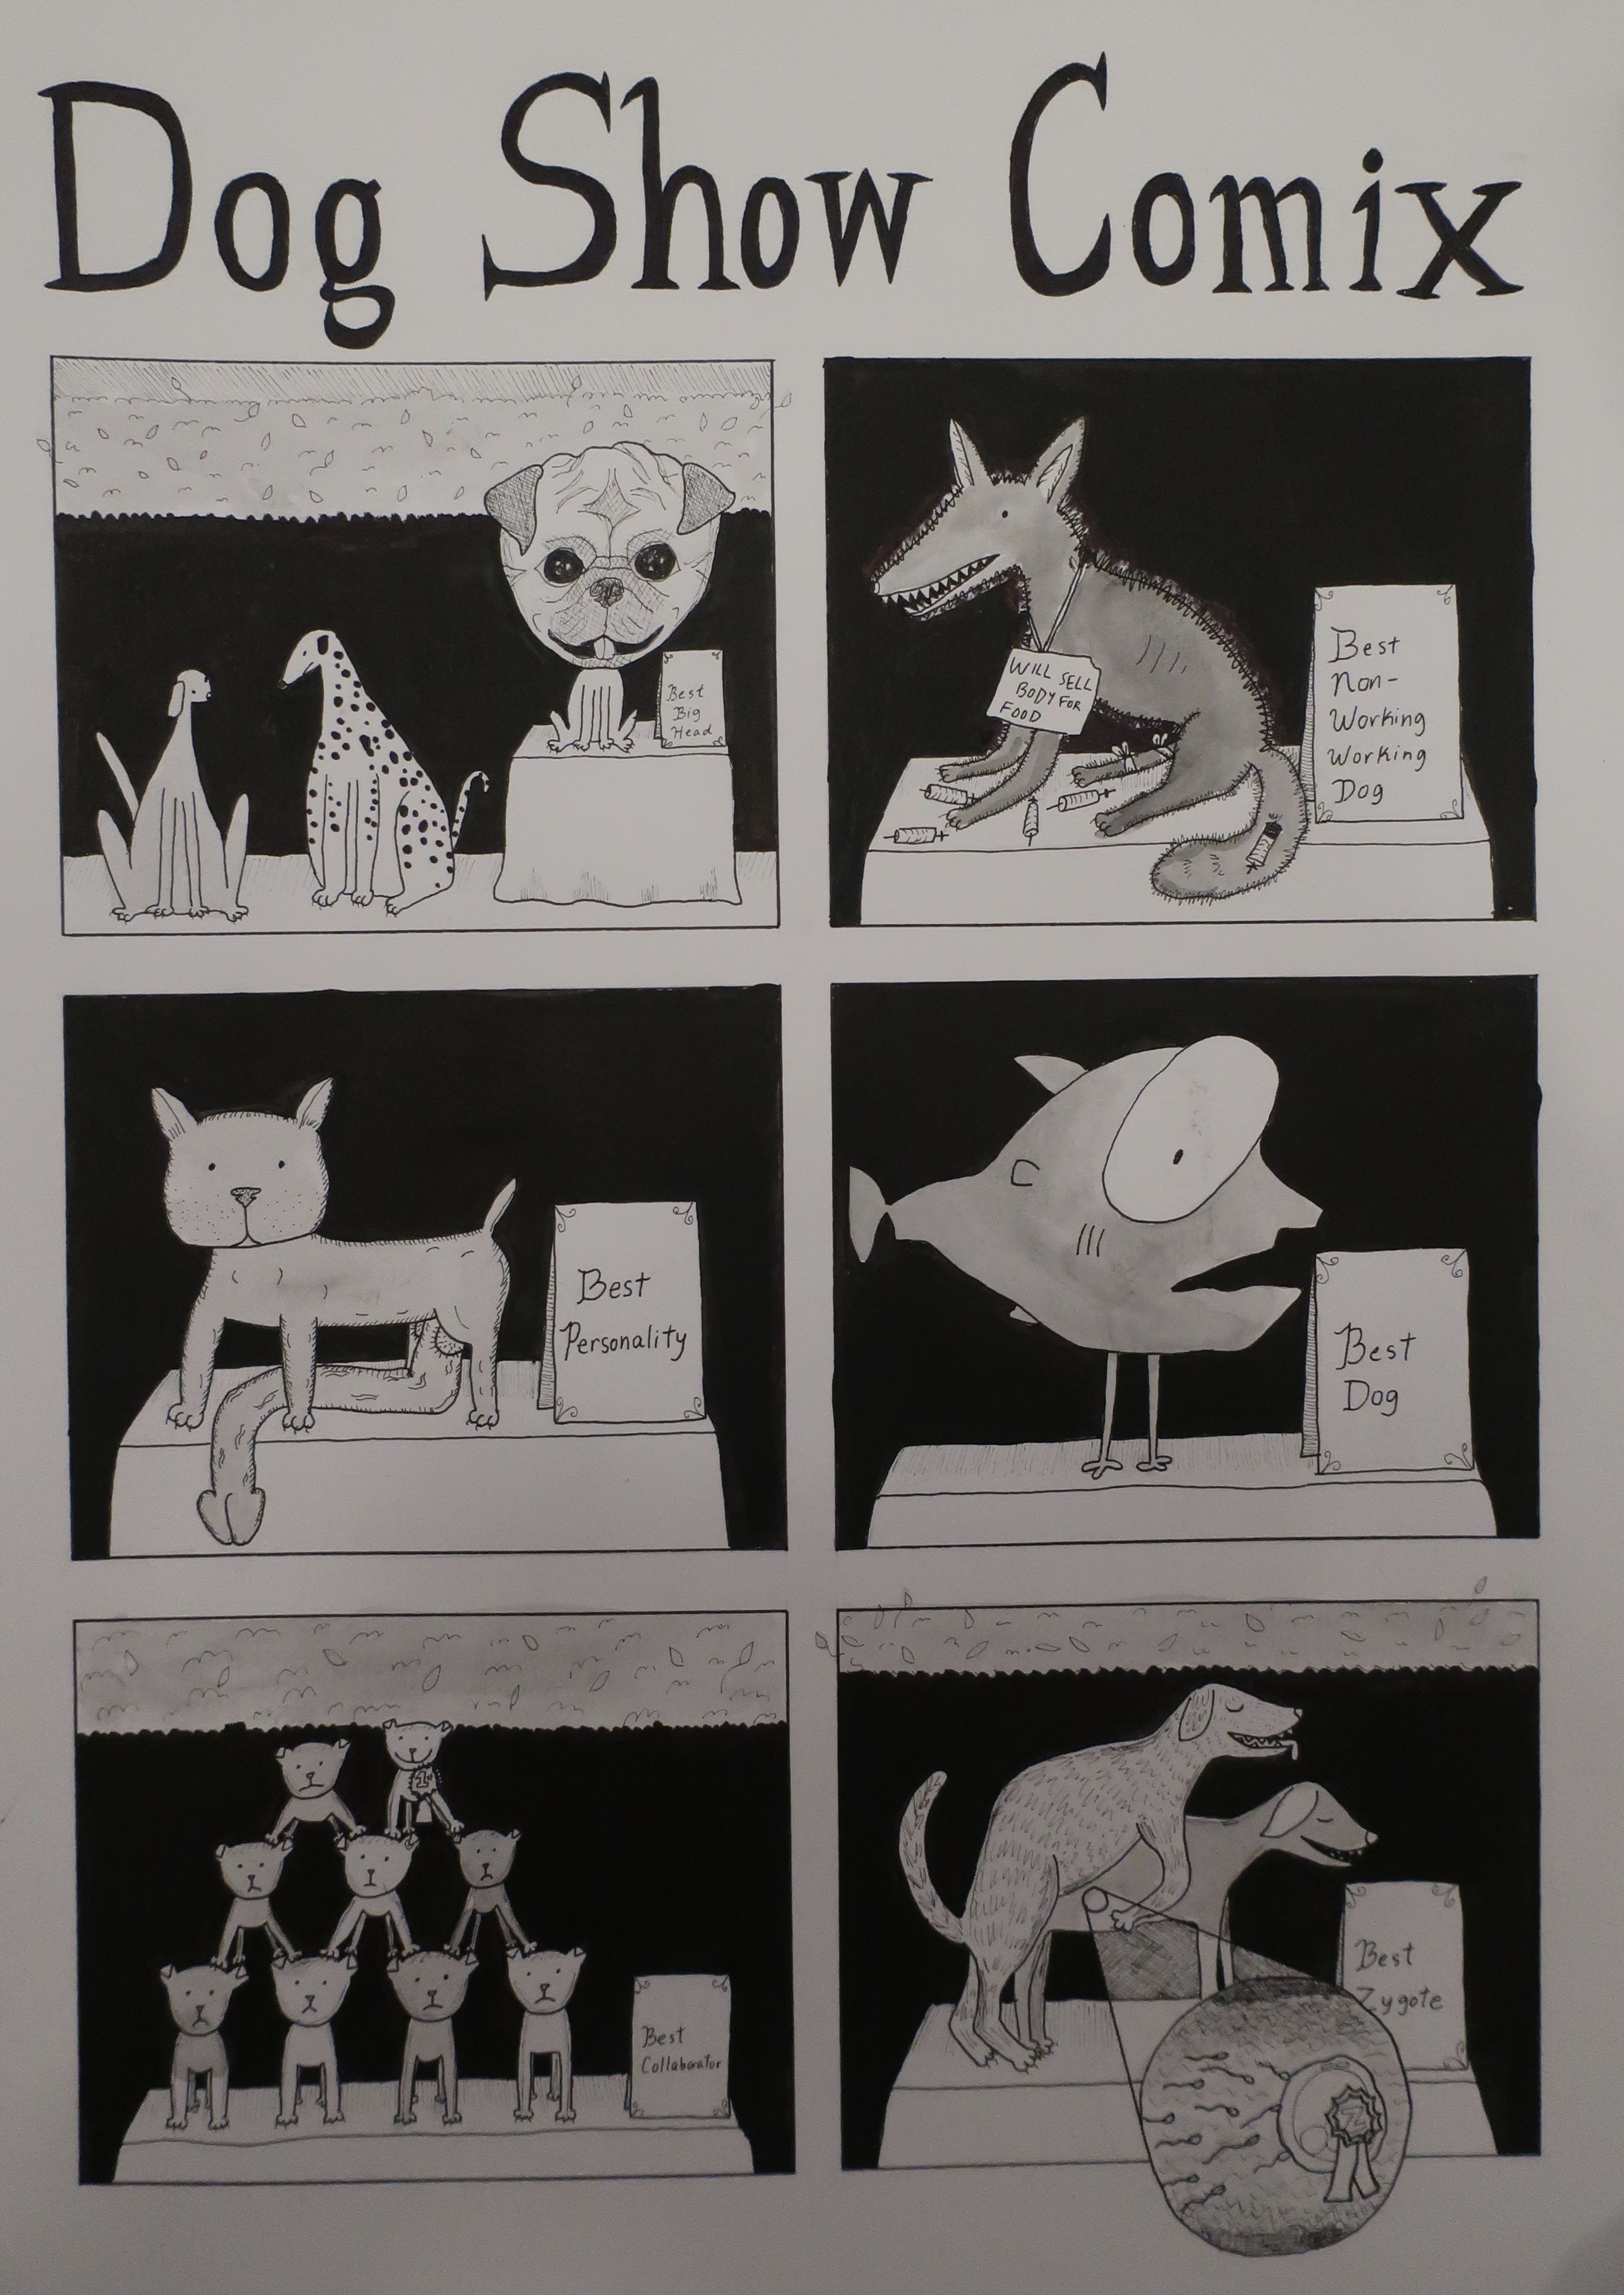 Dog Show Comix
Best
Big
Head
WILL SELL
BODY FOR
FOOD
Best
Non-
Working
Working
Dog
Best
Personality
Best
Dog
1st
Best
Collaborator
Best
Zygote
Z